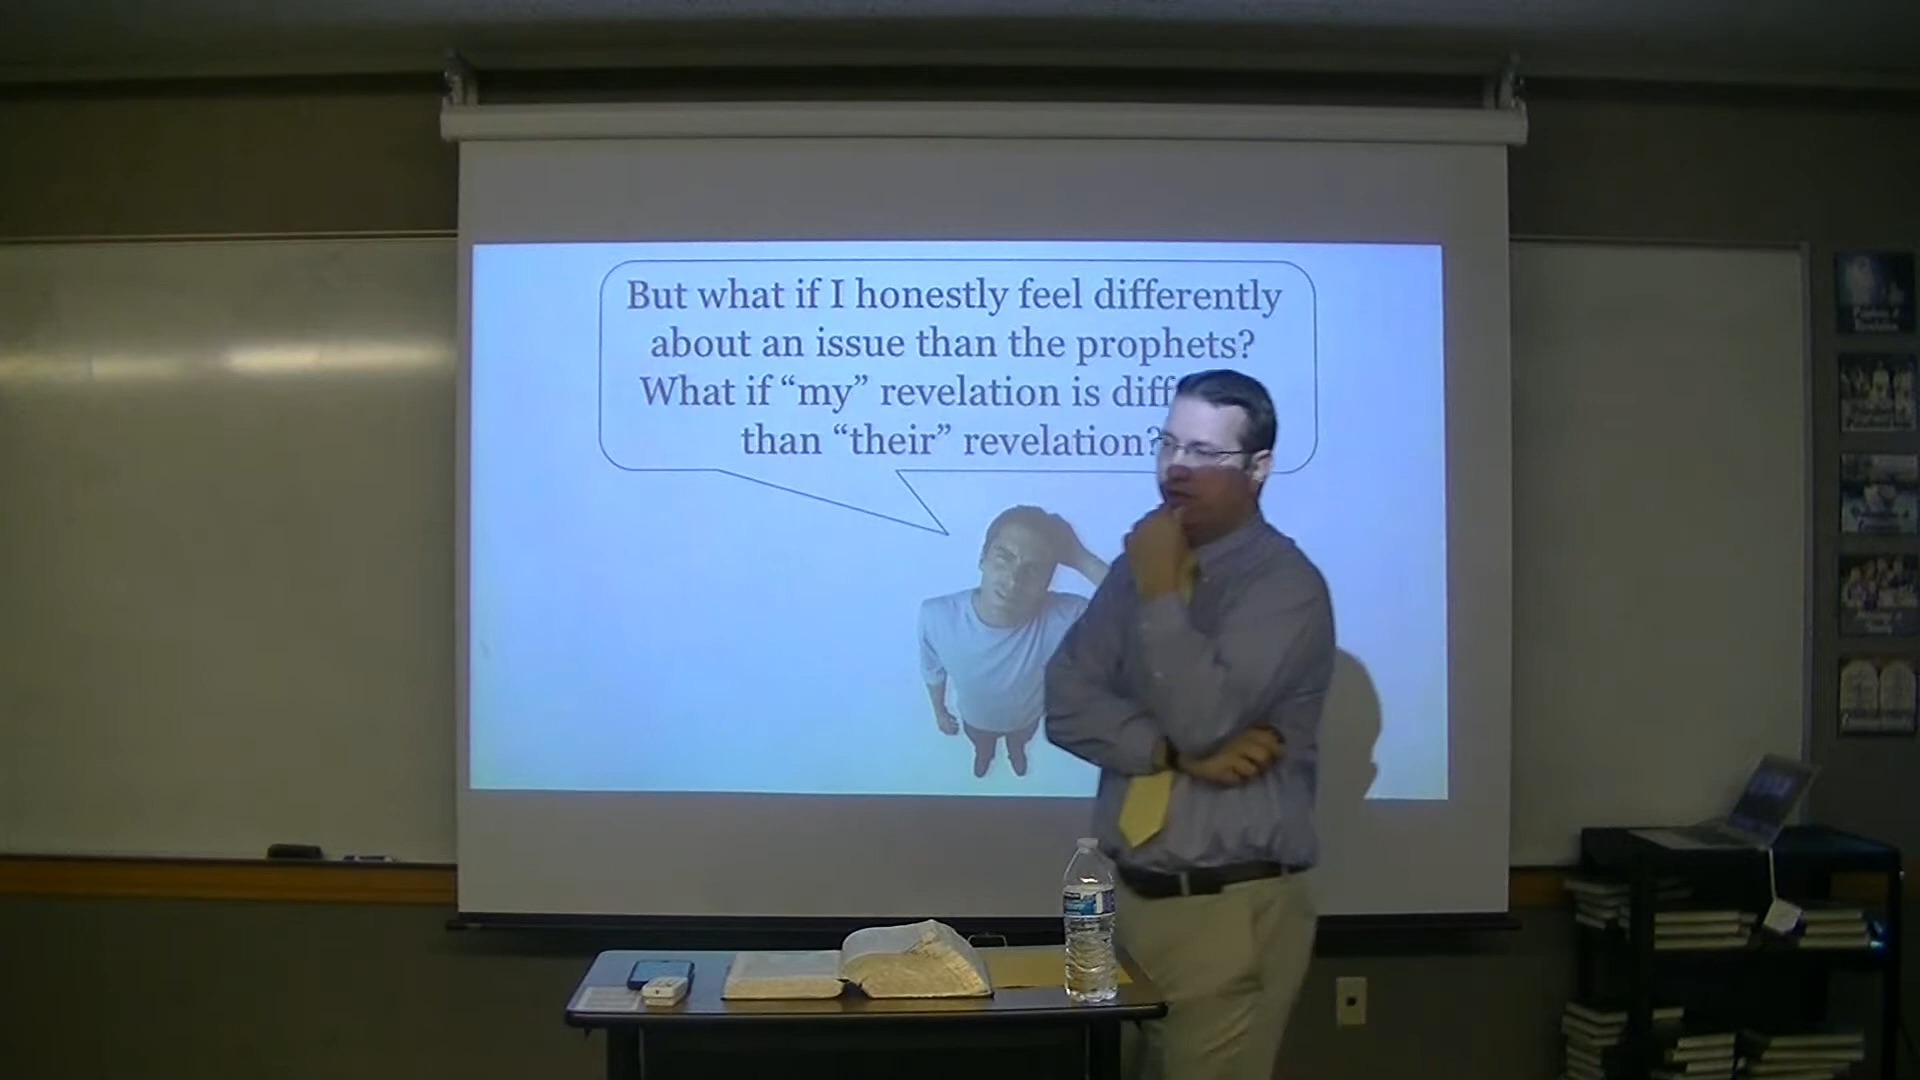 But what if I honestly feel differently
about an issue than the prophets?
What if “my” revelation is
than “their” revelation?